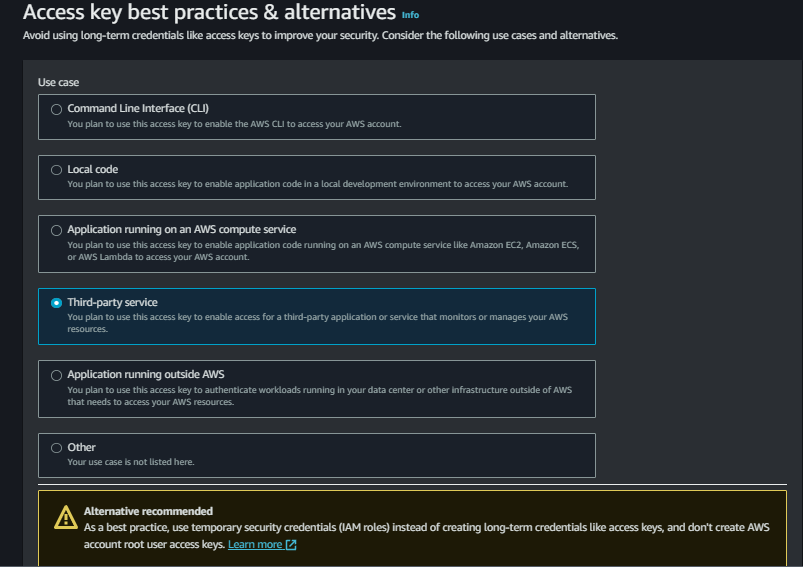 Access key best practices & alternatives Info
Avoid using long-term credentials like access keys to improve your security. Consider the following use cases and alternatives.
Use case
Command Line Interface (CLI)
You plan to use this access key to enable the AWS CLI to access your AWS account.
Local code
You plan to use this access key to enable application code in a local development environment to access your AWS account.
Application running on an AWS compute service
You plan to use this access key to enable application code running on an AWS compute service like Amazon EC2, Amazon ECS,
or AWS Lambda to access your AWS account.
Third-party service
You plan to use this access key to enable access for a third-party application or service that monitors or manages your AWS
resources.
Application running outside AWS
You plan to use this access key to authenticate workloads running in your data center or other infrastructure outside of AWS
that needs to access your AWS resources.
Other
Your use case is not listed here.
Alternative recommended
As a best practice, use temporary security credentials (IAM roles) instead of creating long-term credentials like access keys, and don't create AWS
account root user access keys. Learn more